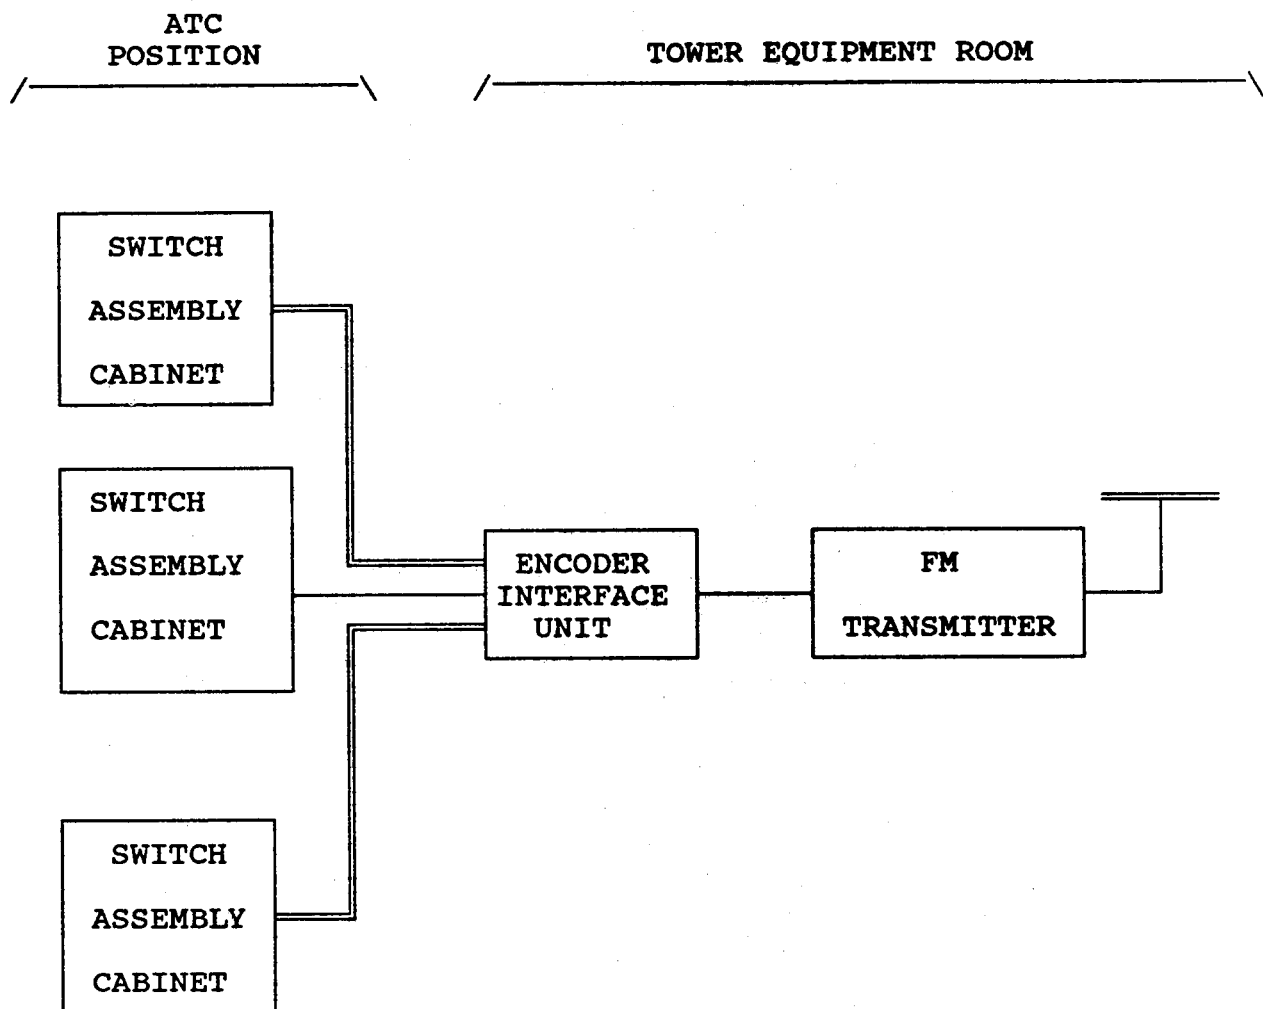 ATC
POSITION
TOWER EQUIPMENT ROOM
SWITCH
ASSEMBLY
CABINET
SWITCH
ASSEMBLY
CABINET
ENCODER
INTERFACE
UNIT
FM
TRANSMITTER
SWITCH
ASSEMBLY
CABINET